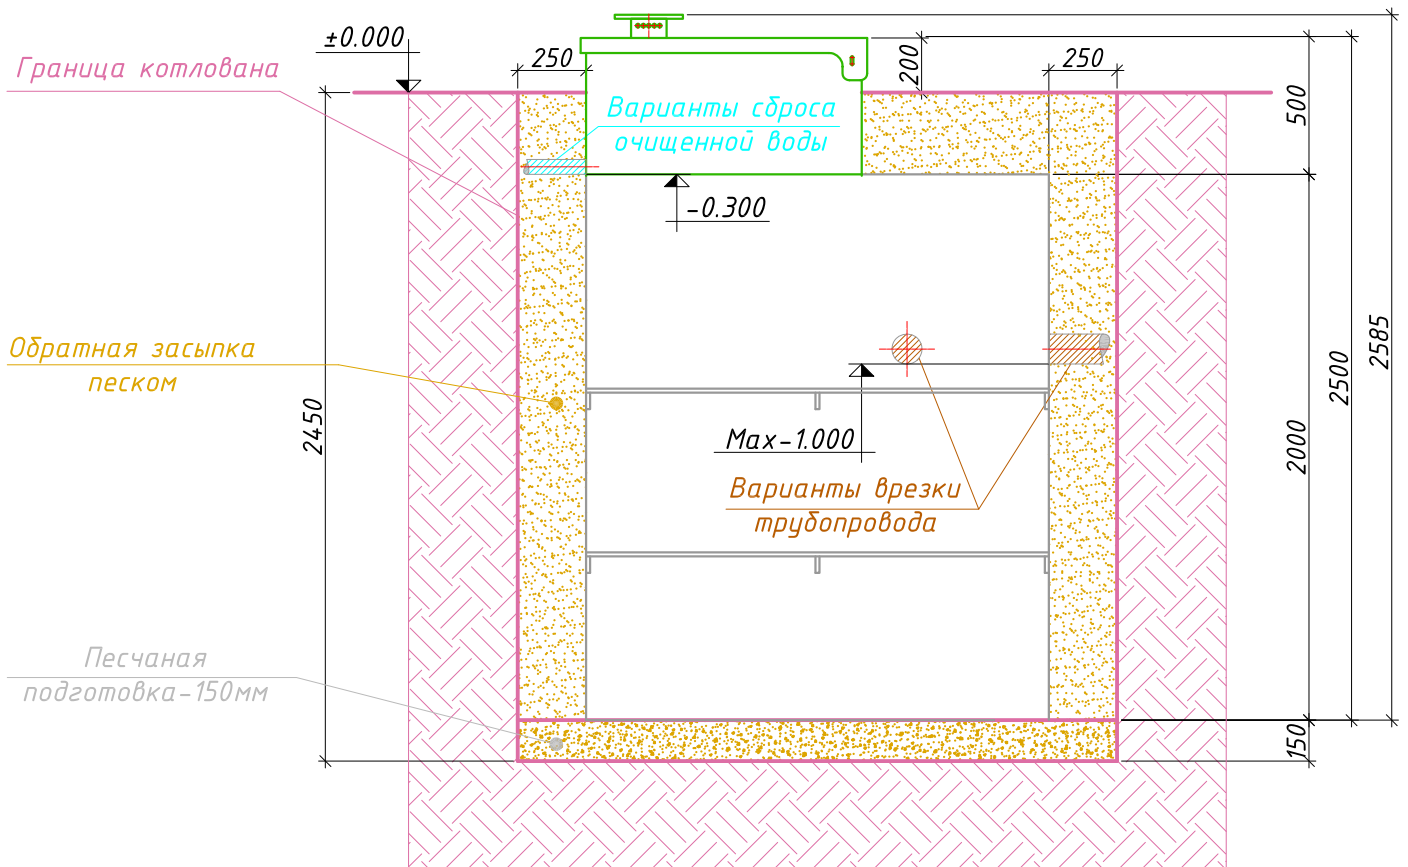 ±0.000
Граница котлована
250
200
250
500
Варианты сброса
очищенной воды
-0.300
2585
2500
Обратная засыпка
песком
2450
Max-1.000
2000
Варианты врезки
трубопровода
Песчаная
подготовка-150мм
150